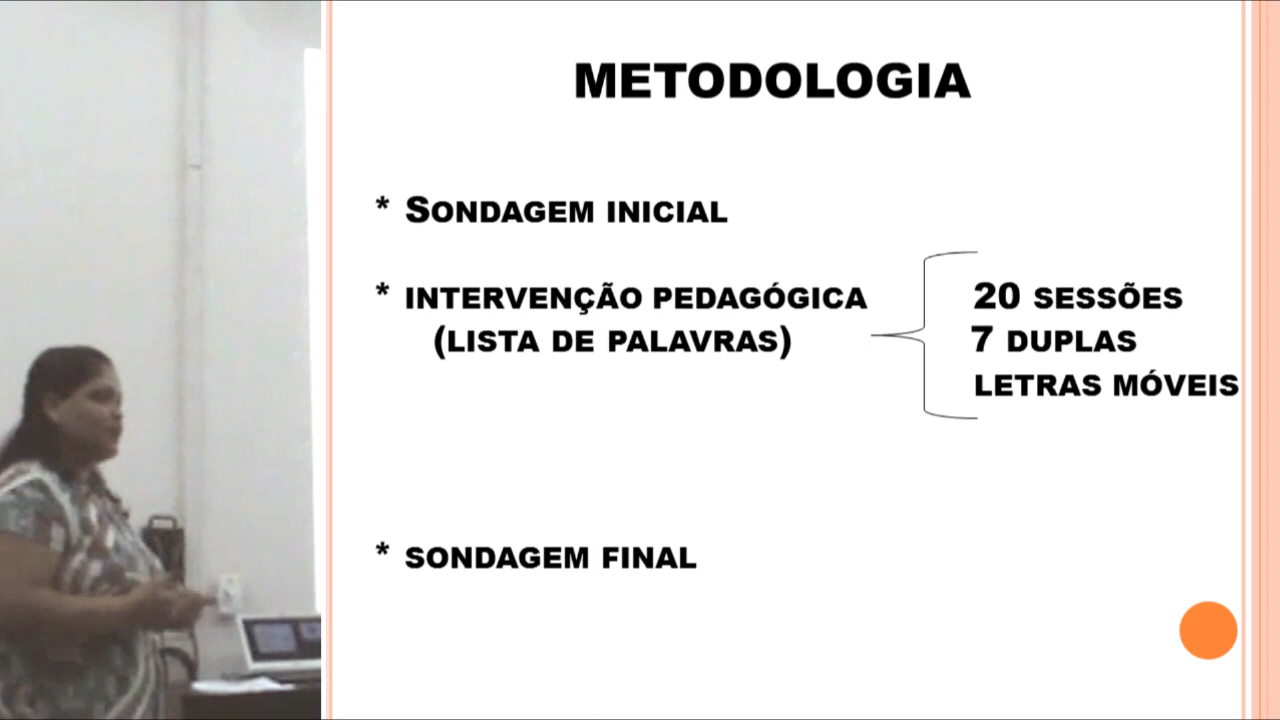 METODOLOGIA
* SONDAGEM INICIAL
* INTERVENÇÃO PEDAGÓGICA
(LISTA DE PALAVRAS)
20 SESSÕES
7 DUPLAS
LETRAS MÓVEIS
* SONDAGEM FINAL